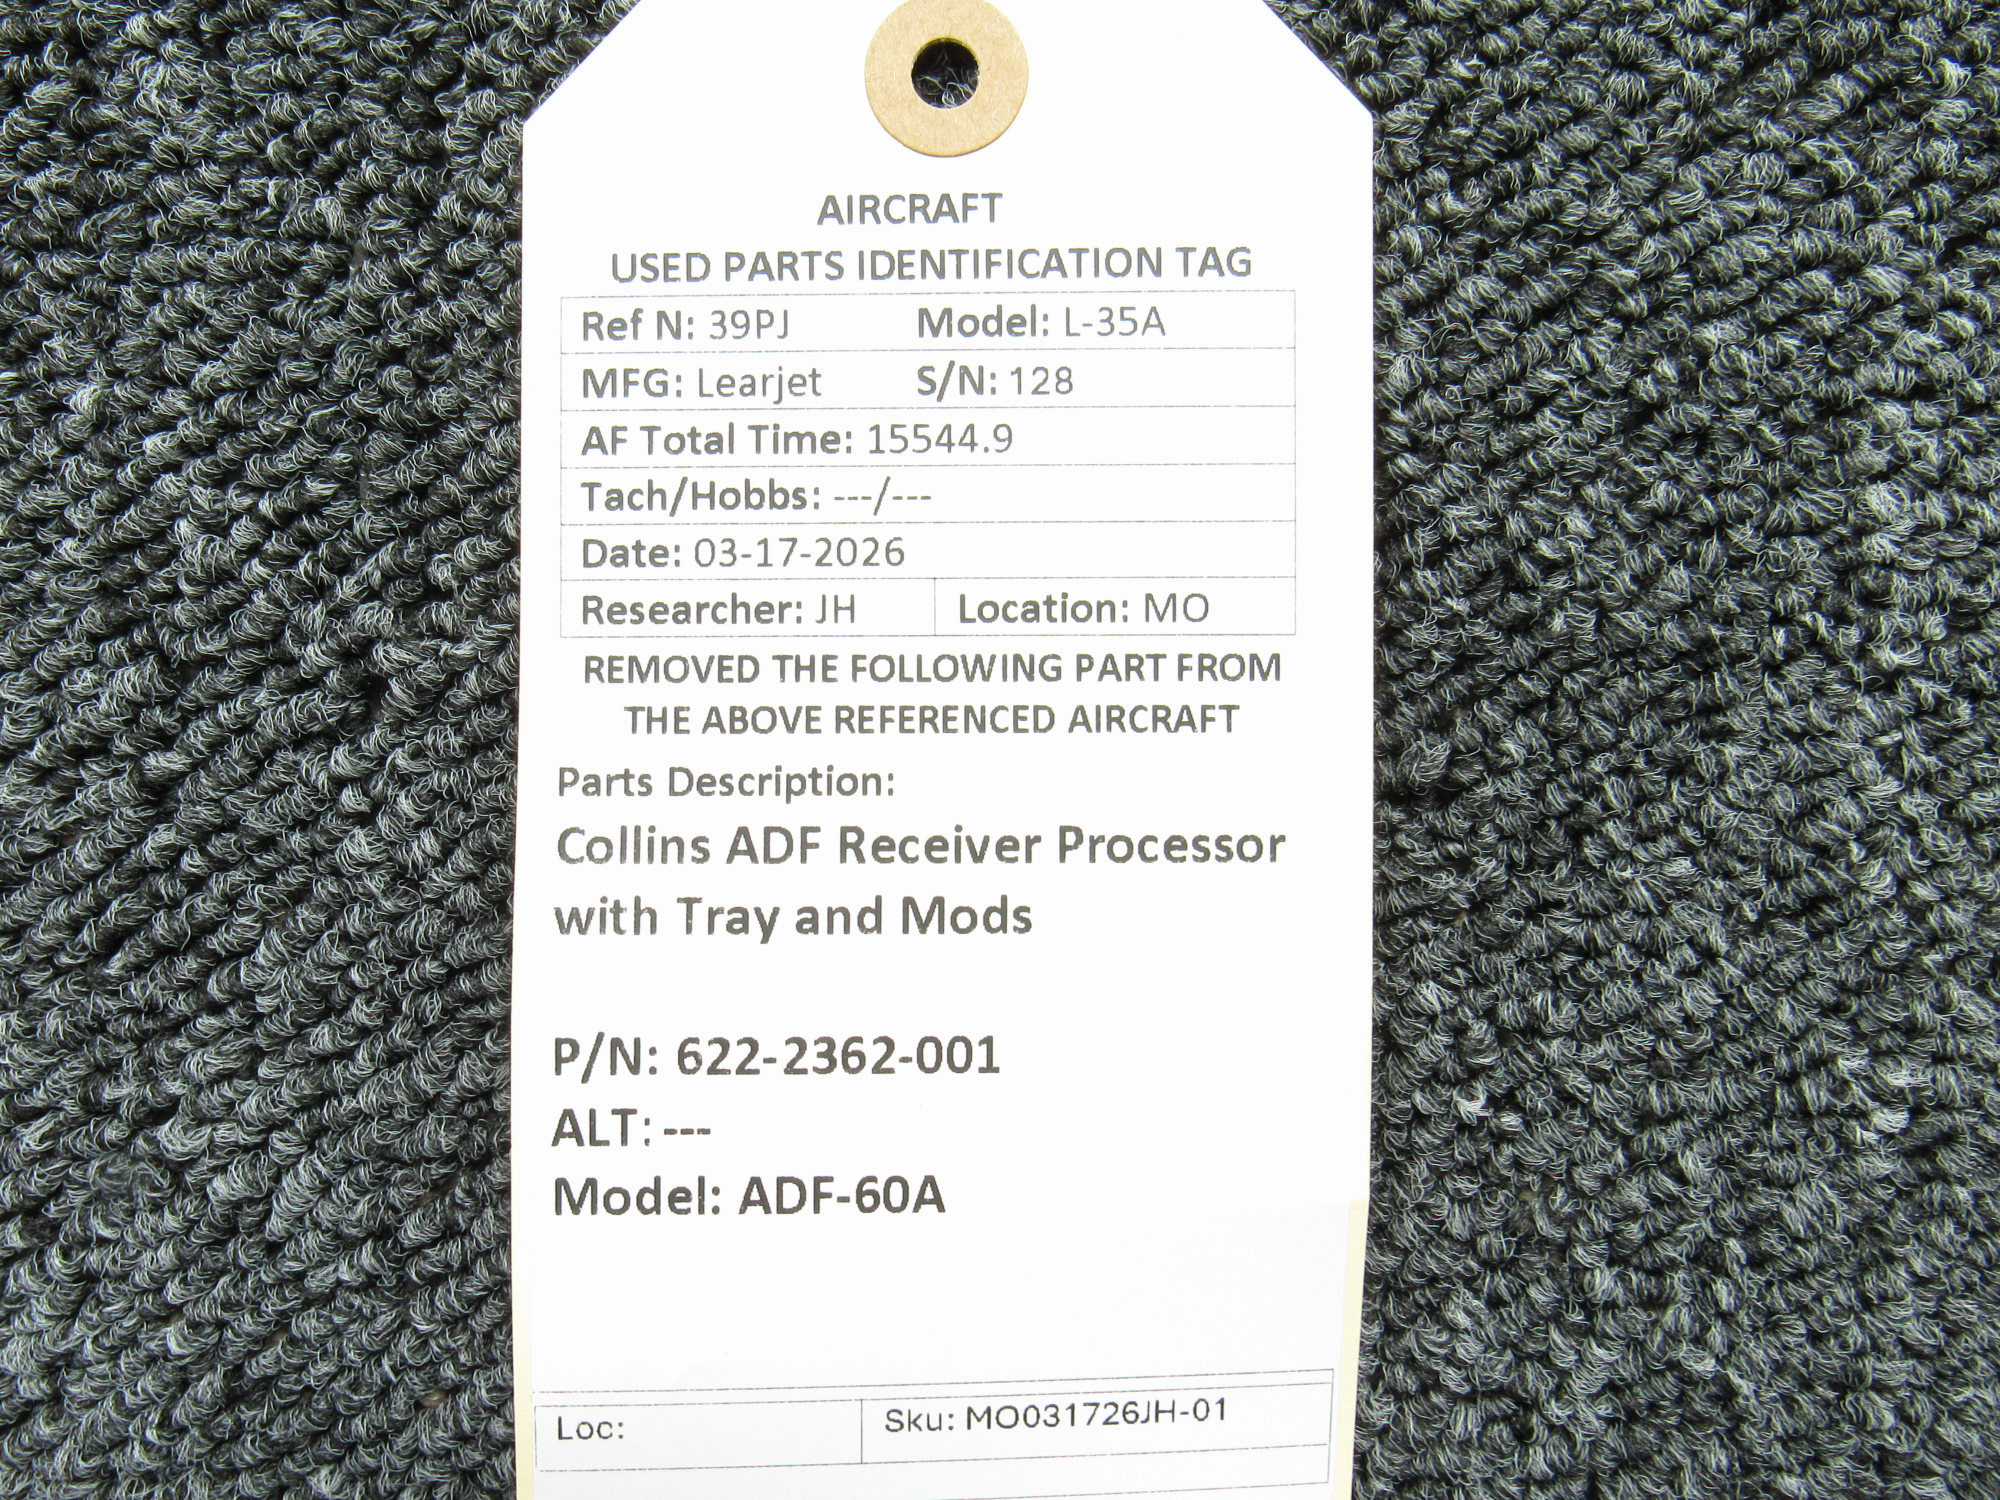 AIRCRAFT
USED PARTS IDENTIFICATION TAG
Ref N: 39PJ Model: L-35A
MFG: Learjet S/N: 128
AF Total Time: 15544.9
Tach/Hobbs: ---/---
Date: 03-17-2026
Researcher: JH Location: MO
REMOVED THE FOLLOWING PART FROM
THE ABOVE REFERENCED AIRCRAFT
Parts Description:
Collins ADF Receiver Processor
with Tray and Mods
P/N: 622-2362-001
ALT: ---
Model: ADF-60A
Loc: Sku: MO031726JH-01